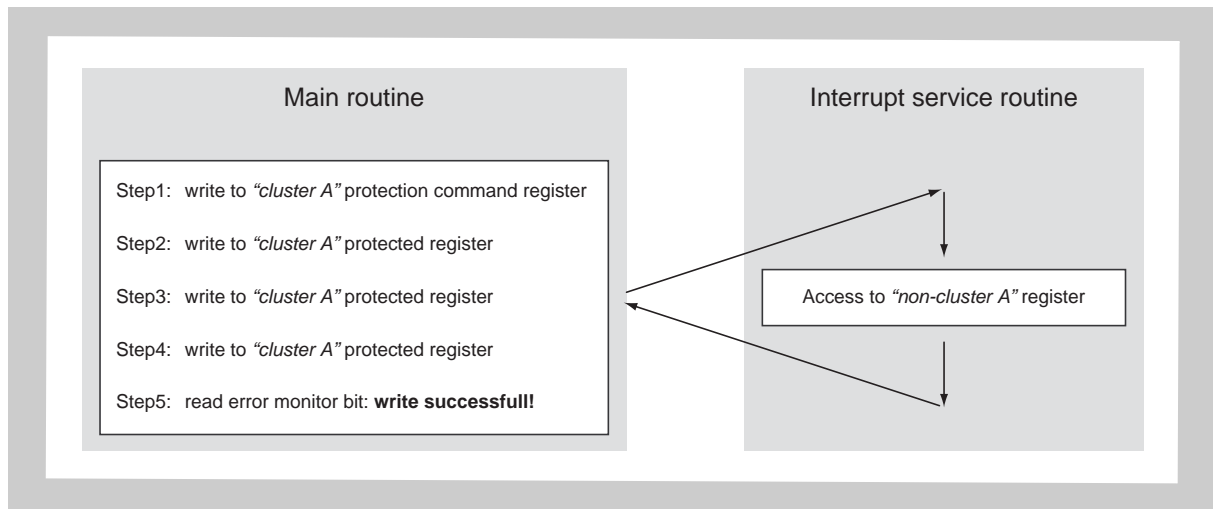 Main routine
Step1: write to “cluster A” protection command register
Step2: write to “cluster A” protected register
Step3: write to “cluster A” protected register
Step4: write to “cluster A” protected register
Step5: read error monitor bit: write successfull!
Interrupt service routine
Access to “non-cluster A” register